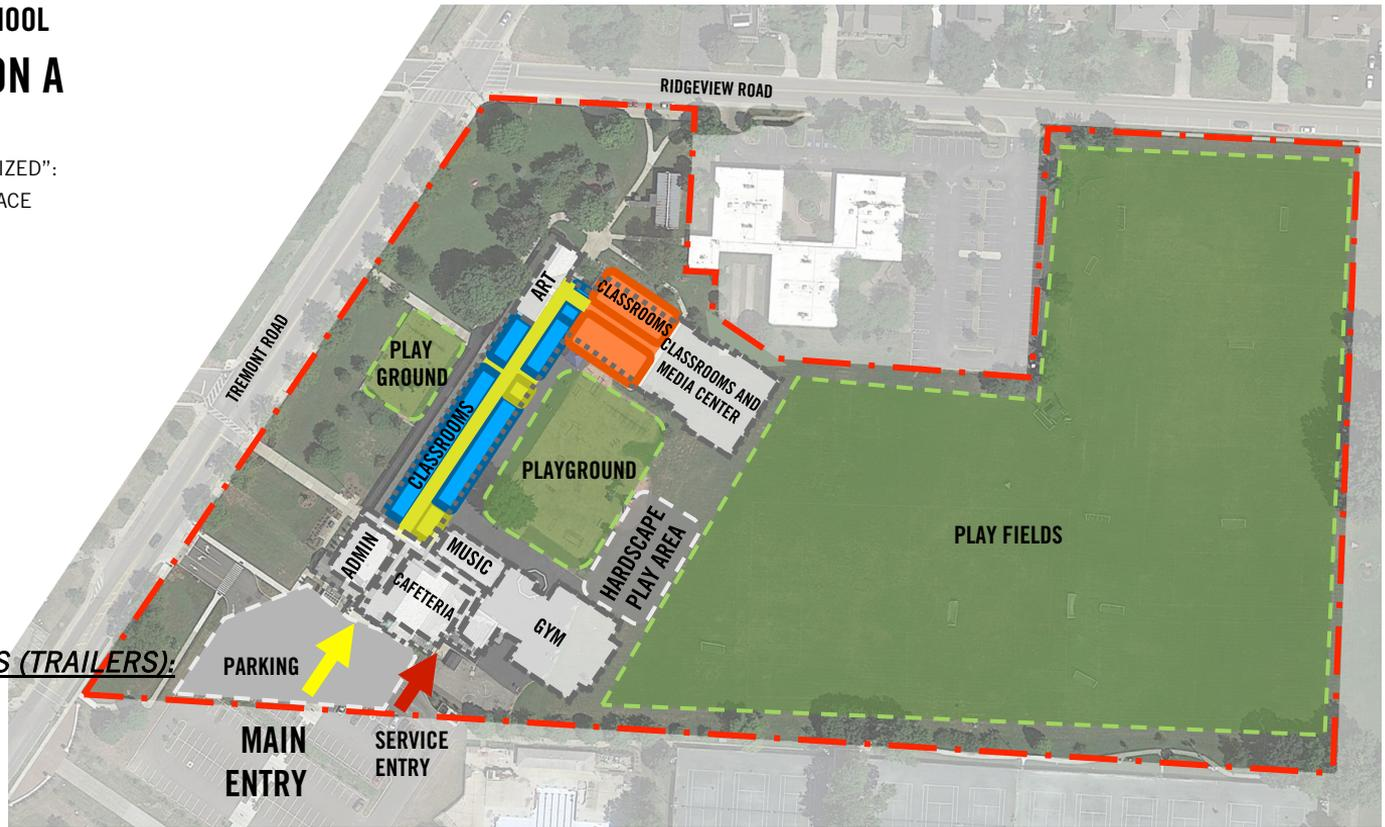 HOOL
ON A
IZED”:
ACE
RIDGEVIEW ROAD
TREMONT ROAD
ART
CLASSROOMS
CLASSROOMS AND
MEDIA CENTER
PLAY
GROUND
CLASSROOMS
PLAYGROUND
HARDSCAPE
PLAY AREA
PLAY FIELDS
ADMIN
MUSIC
CAFETERIA
GYM
PARKING
S (TRAILERS):
MAIN
ENTRY
SERVICE
ENTRY